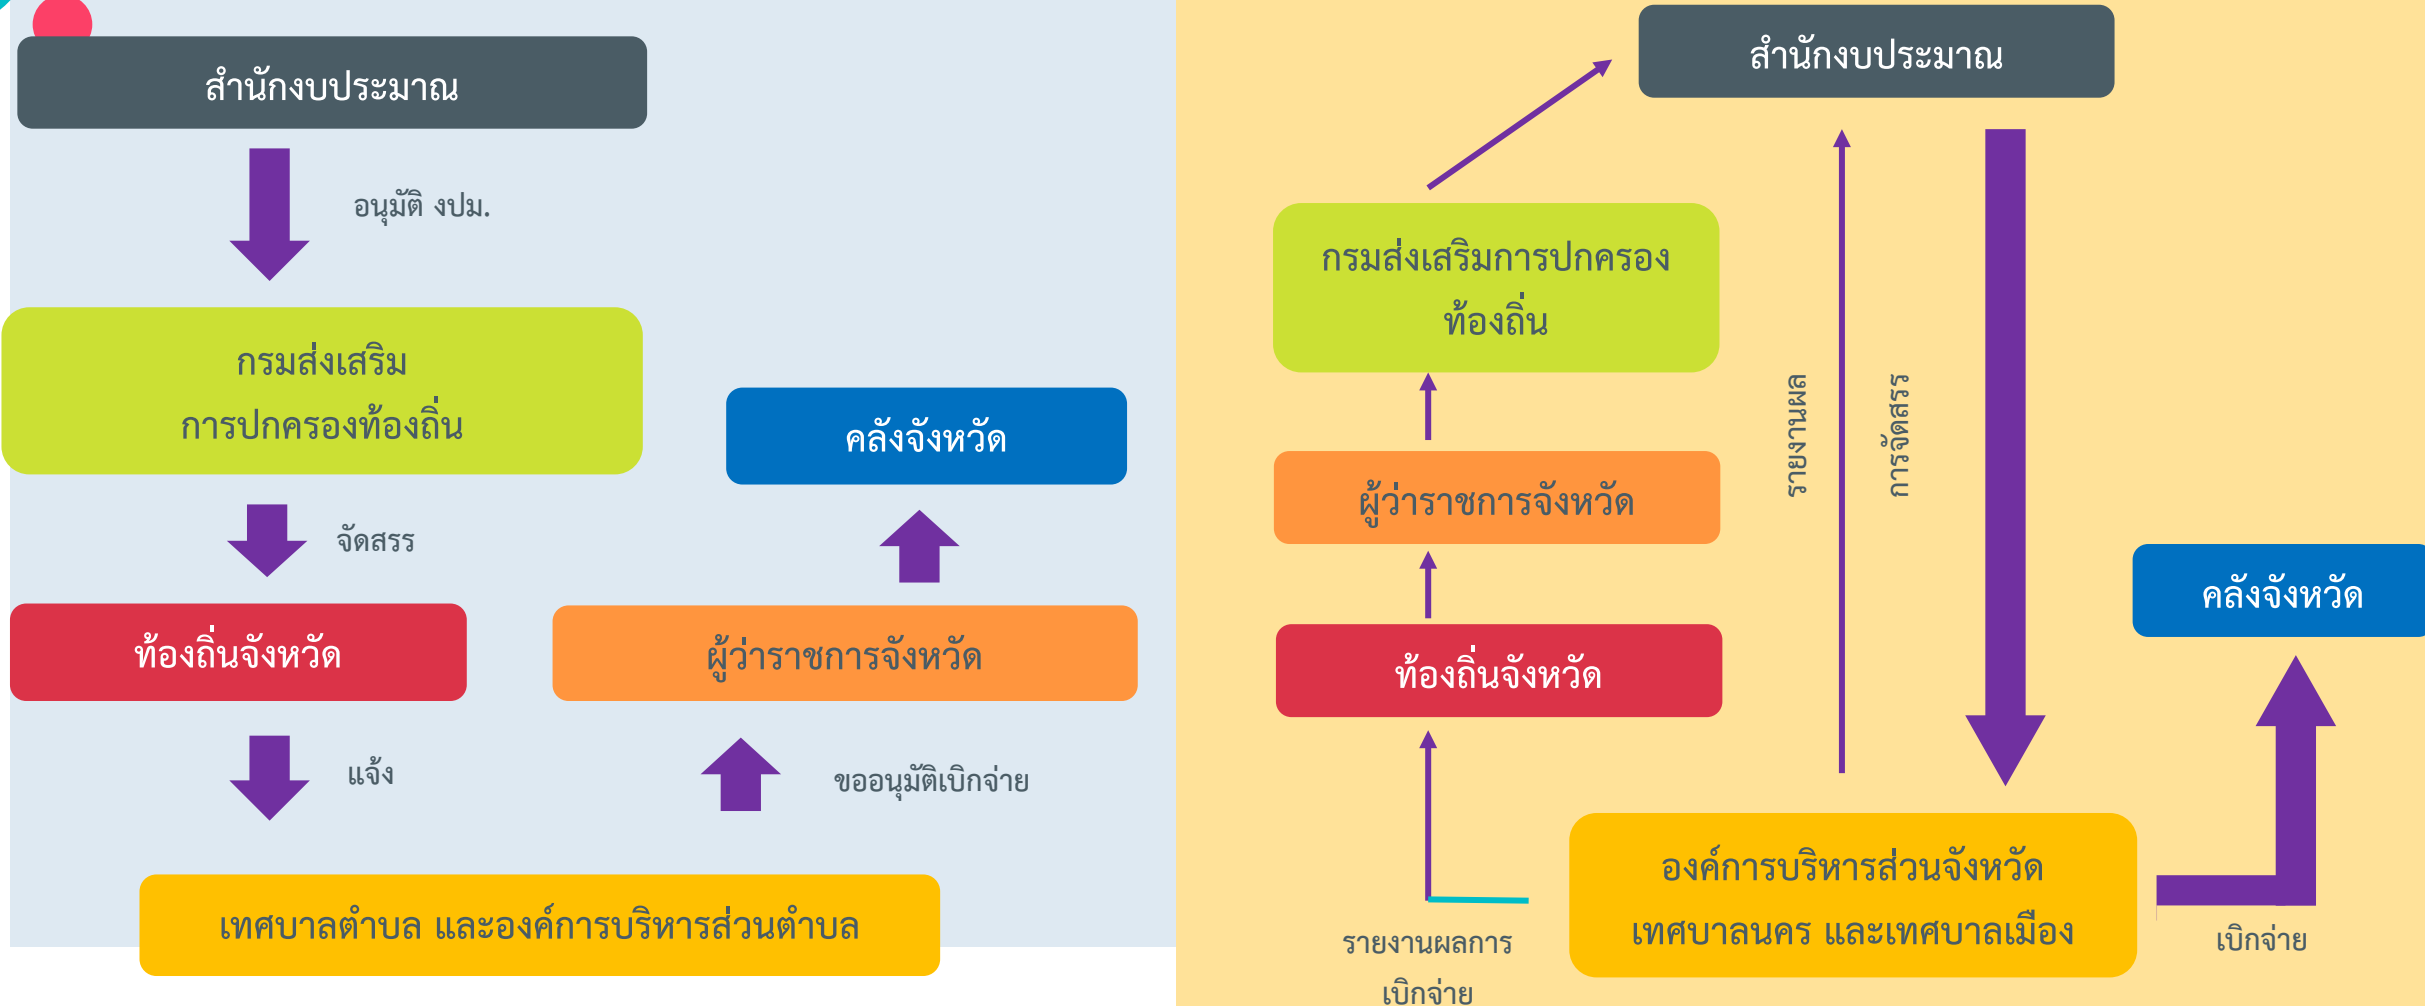 สำนักงบประมาณ
อนุมัติ งปม.
กรมส่งเสริม
การปกครองท้องถิ่น
จัดสรร
ท้องถิ่นจังหวัด
แจ้ง
เทศบาลตำบล และองค์การบริหารส่วนตำบล
คลังจังหวัด
ผู้ว่าราชการจังหวัด
ขออนุมัติเบิกจ่าย
สำนักงบประมาณ
กรมส่งเสริมการปกครอง
ท้องถิ่น
ผู้ว่าราชการจังหวัด
ท้องถิ่นจังหวัด
รายงานผลการ
เบิกจ่าย
รายงานผล
การจัดสรร
องค์การบริหารส่วนจังหวัด
เทศบาลนคร และเทศบาลเมือง
คลังจังหวัด
เบิกจ่าย